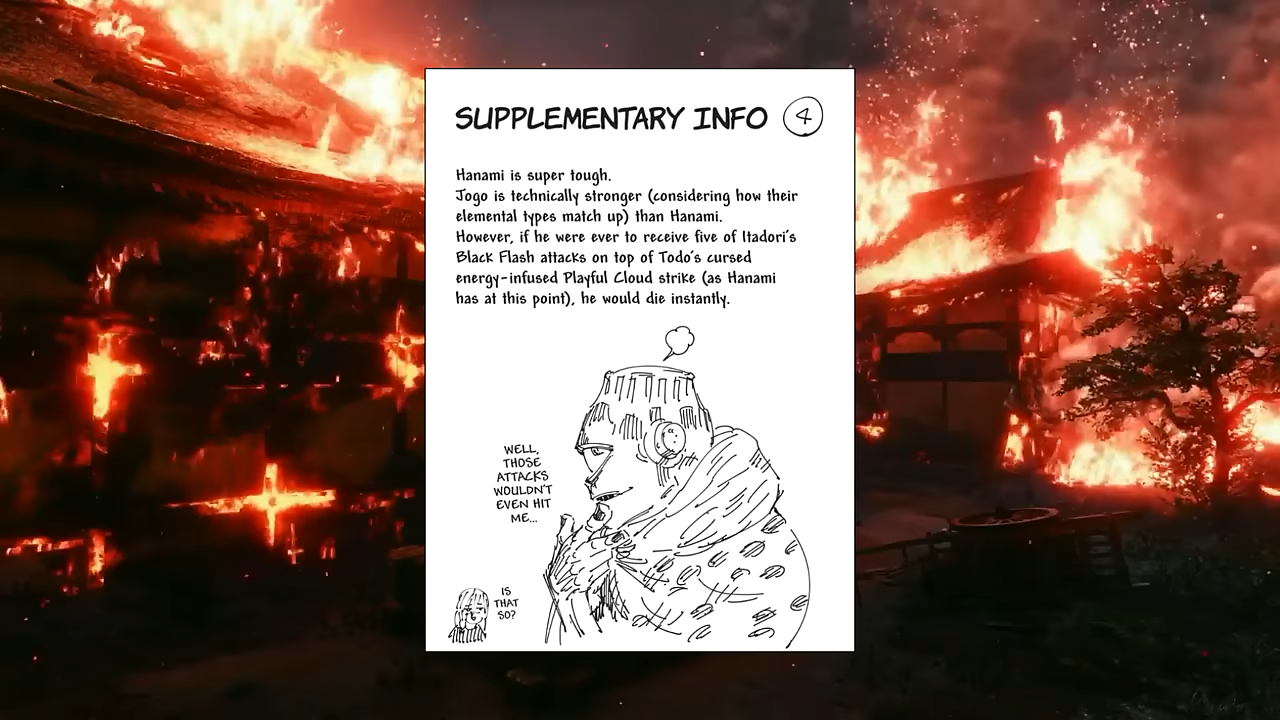 SUPPLEMENTARY INFO 4
Hanami is super tough.
Jogo is technically stronger (considering how their
elemental types match up) than Hanami.
However, if he were ever to receive five of Itadori's
Black Flash attacks on top of Todo's cursed
energy-infused Playful Cloud strike (as Hanami
has at this point), he would die instantly.
WELL,
THOSE
ATTACKS
WOULDN'T
EVEN HIT
ME...
IS
THAT
SO?